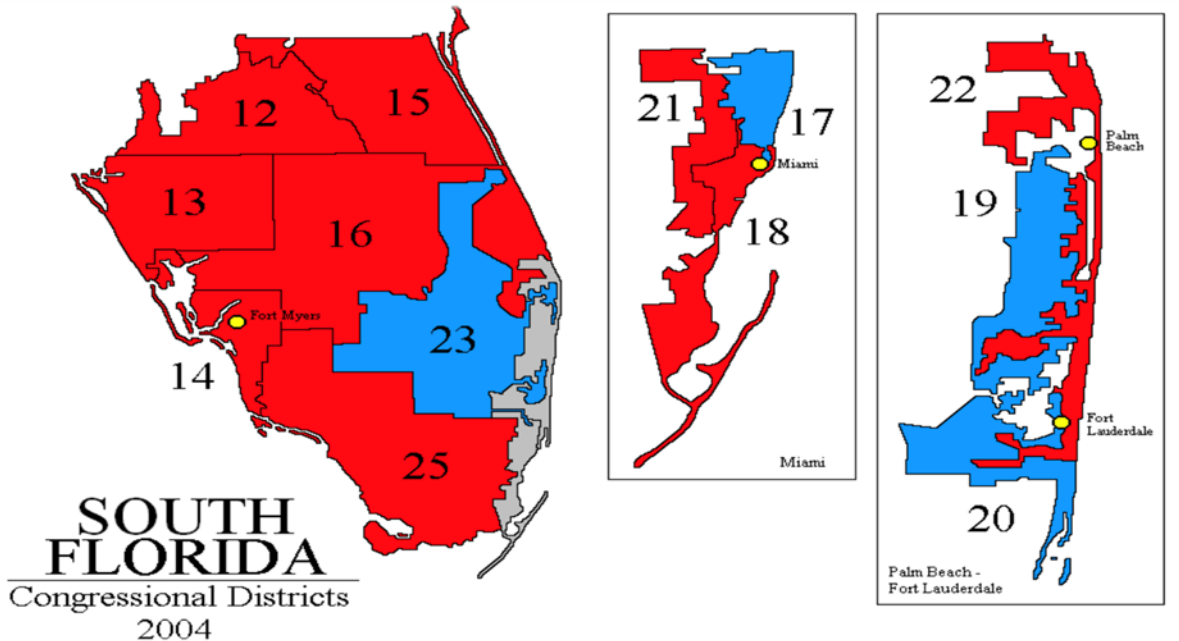 12
15
13
16
Fort Myers
23
14
25
SOUTH
FLORIDA
Congressional Districts
2004
21
17
Miami
18
Miami
22
Palm
Beach
19
Fort
Lauderdale
20
Palm Beach -
Fort Lauderdale